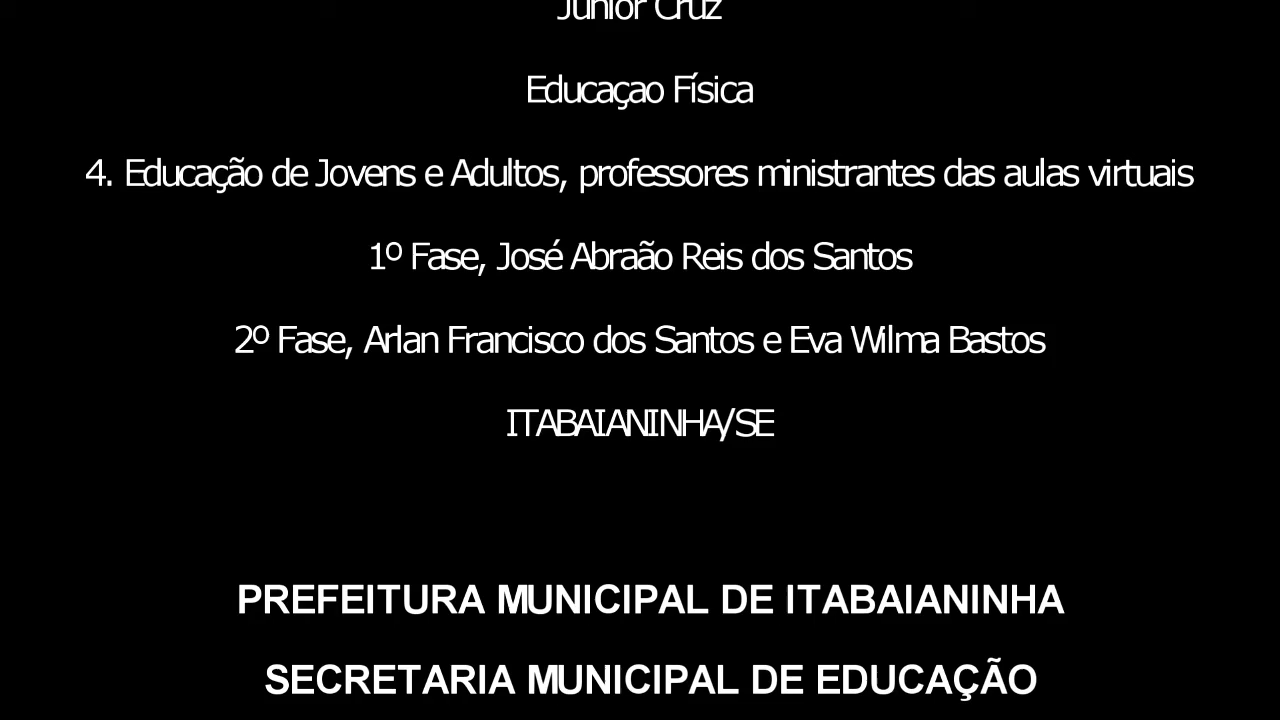 Junior Cruz
Educaçao Física
4. Educação de Jovens e Adultos, professores ministrantes das aulas virtuais
1º Fase, José Abraão Reis dos Santos
2º Fase, Arlan Francisco dos Santos e Eva Wilma Bastos
ITABAIANINHA/SE
PREFEITURA MUNICIPAL DE ITABAIANINHA
SECRETARIA MUNICIPAL DE EDUCAÇÃO